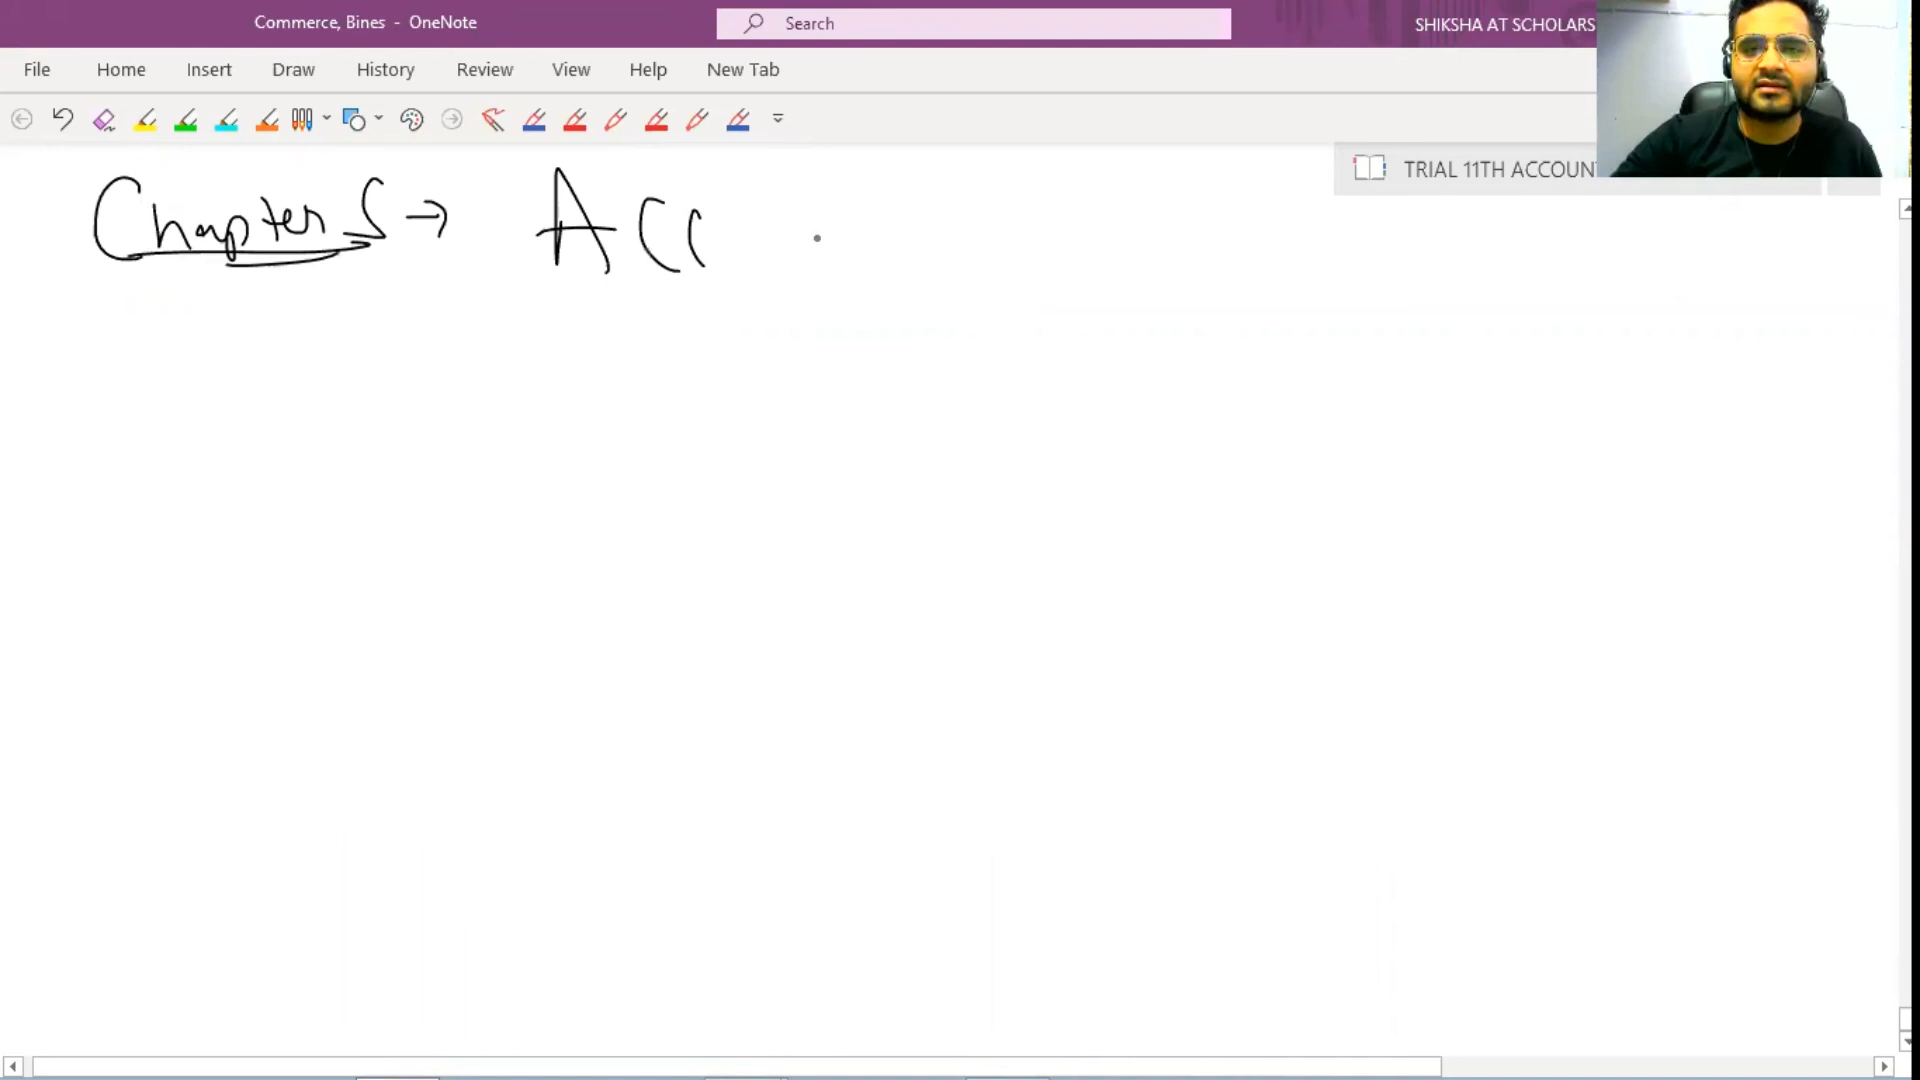 Commerce, Bines - OneNote
Search
SHIKSHA AT SCHOLARS
File Home Insert Draw History Review View Help New Tab
TRIAL 11TH ACCOUN
Chapter 5 → ACC